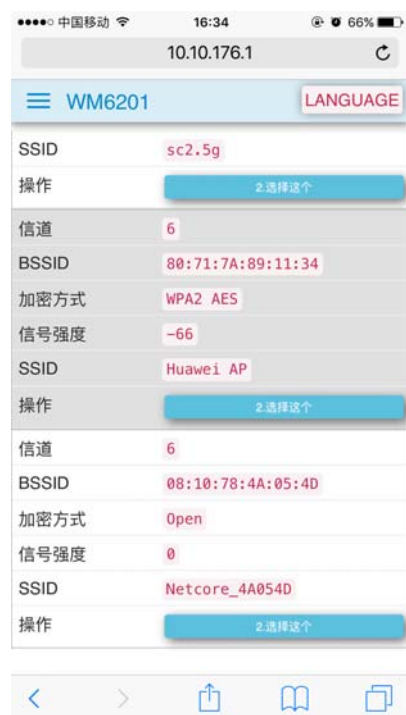 中国移动 16:34 66%
10.10.176.1
WM6201 LANGUAGE
SSID sc2.5g
操作 2.选择这个
信道 6
BSSID 80:71:7A:89:11:34
加密方式 WPA2 AES
信号强度 -66
SSID Huawei AP
操作 2.选择这个
信道 6
BSSID 08:10:78:4A:05:4D
加密方式 Open
信号强度 0
SSID Netcore_4A054D
操作 2.选择这个